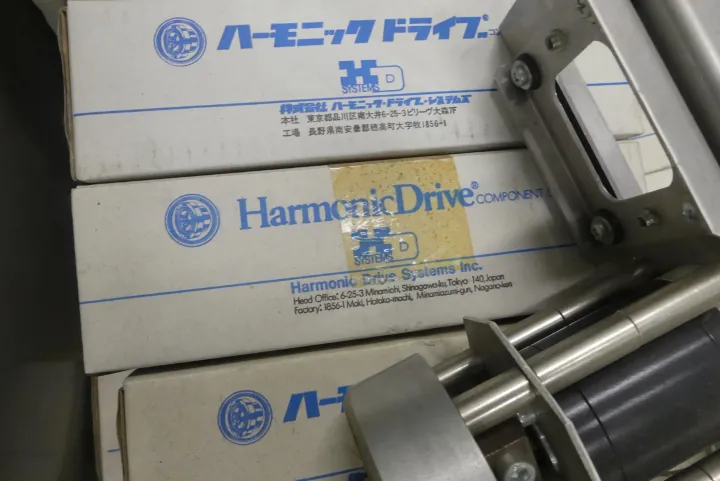 ハーモニック ドライブ®
HD
SYSTEMS
株式会社 ハーモニック・ドライブ・システムズ
本社 東京都品川区南大井6-25-3ビリーヴ大森7F
工場 長野県南安曇郡穂高町大字牧1856-1
HarmonicDrive®
COMPONENT
HD
SYSTEMS
Harmonic Drive Systems Inc.
Head Office: 6-25-3 Minamiohi, Shinagawa-ku, Tokyo 140, Japan
Factory: 1856-1 Maki, Hotaka-machi, Minamiazumi-gun, Nagano-ken
ハーモ